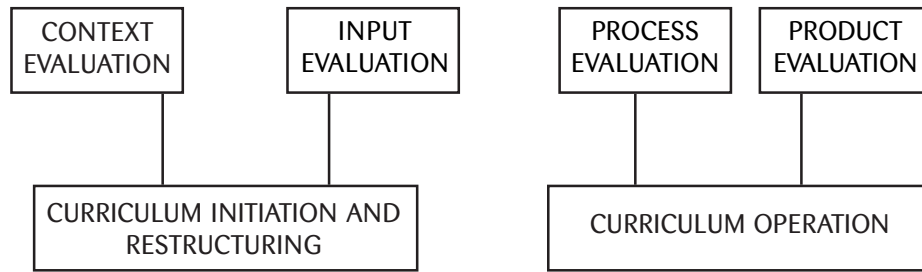 CONTEXT
EVALUATION
INPUT
EVALUATION
PROCESS
EVALUATION
PRODUCT
EVALUATION
CURRICULUM INITIATION AND
RESTRUCTURING
CURRICULUM OPERATION